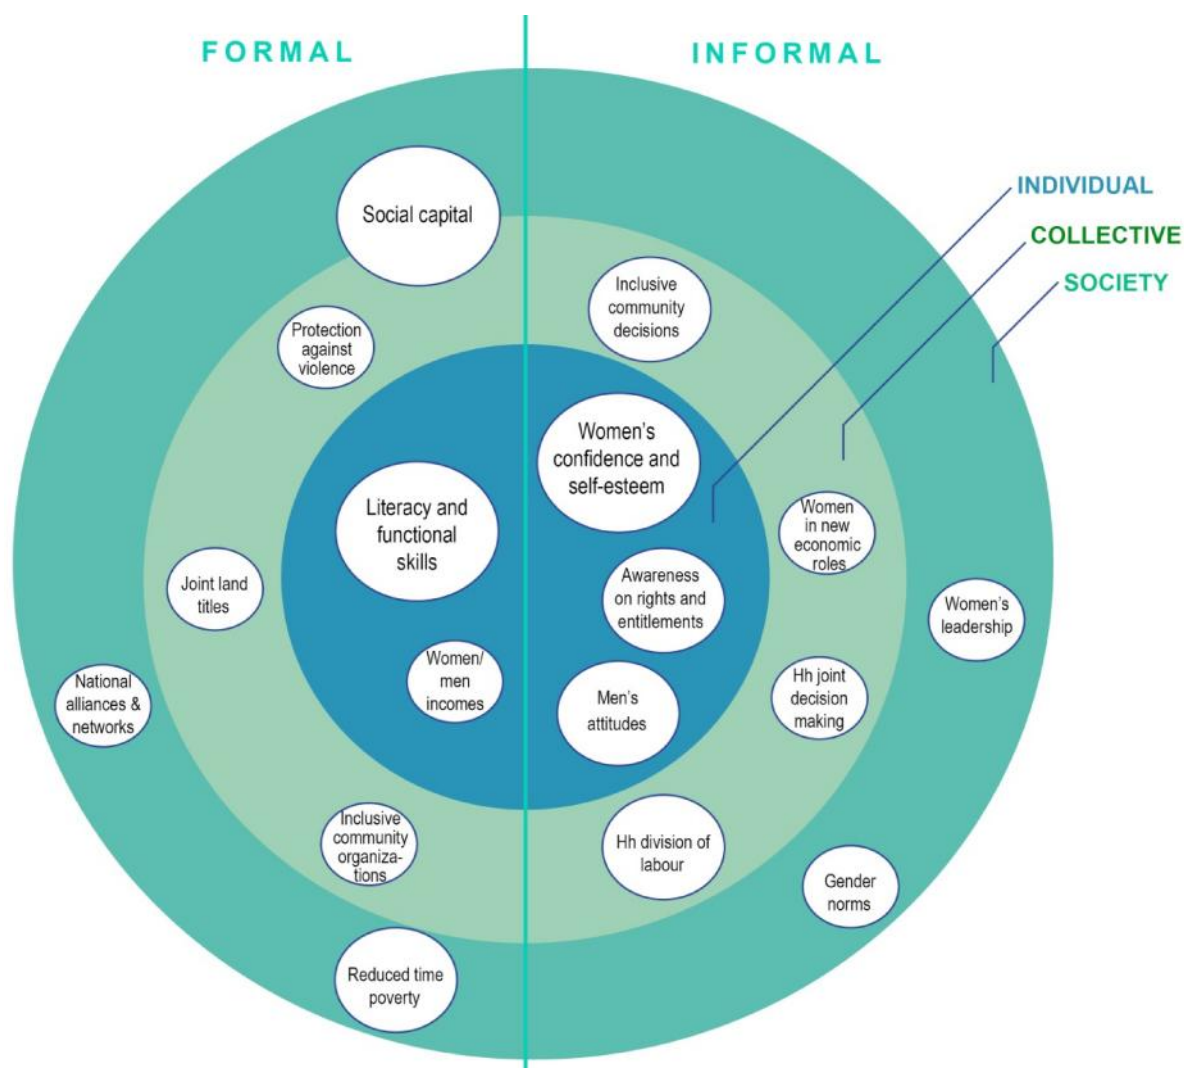 FORMAL
INFORMAL
INDIVIDUAL
COLLECTIVE
SOCIETY
Social capital
Protection
against
violence
Literacy and
functional
skills
Joint land
titles
Women/
men
incomes
National
alliances &
networks
Inclusive
community
organiza-
tions
Reduced time
poverty
Inclusive
community
decisions
Women's
confidence and
self-esteem
Women
in new
economic
roles
Awareness
on rights and
entitlements
Women's
leadership
Hh joint
decision
making
Men's
attitudes
Hh division of
labour
Gender
norms